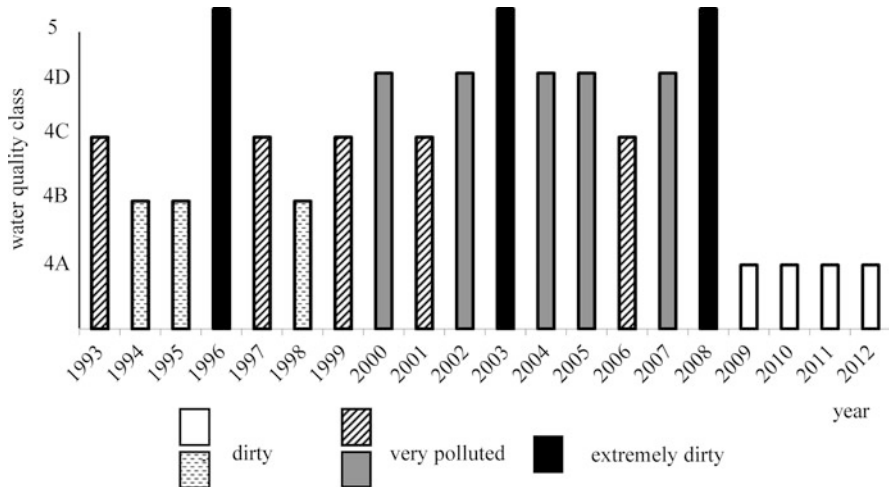 water quality class
5
4D
4C
4B
4A
1993 1994 1995 1996 1997 1998 1999 2000 2001 2002 2003 2004 2005 2006 2007 2008 2009 2010 2011 2012
year
dirty very polluted extremely dirty